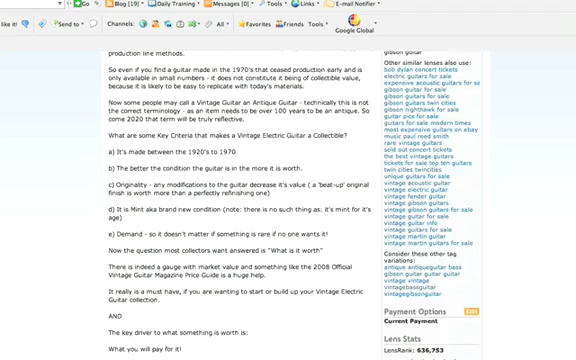 Go Blog [19] Daily Training Messages [0] Tools Links E-mail Notifier
like it! Send to Channels: All Favorites Friends Tools Google Global
production line methods.
So even if you find a guitar made in the 1970's that ceased production early and is
only available in small numbers - it does not constitute it being of collectible value,
because it is likely to be easy to replicate with today's materials.
Now some people may call a Vintage Guitar an Antique Guitar - technically this is not
the correct terminology - as an item needs to be over 100 years to be an antique. So
come 2020 that term will be truly reflective.
What are some Key Criteria that makes a Vintage Electric Guitar a Collectible?
a) It's made between the 1920's to 1970
b) The better the condition the guitar is in the more it is worth.
c) Originality - any modifications to the guitar decrease it's value ( a 'beat-up' original
finish is worth more than a perfectly refinishing one)
d) It is Mint aka brand new condition (note: there is no such thing as: it's mint for it's
age)
e) Demand - so it doesn't matter if something is rare if no one wants it!
Now the question most collectors want answered is "What is it worth"
There is indeed a gauge with market value and something like the 2008 Official
Vintage Guitar Magazine Price Guide is a huge help.
It really is a must have, if you are wanting to start or build up your Vintage Electric
Guitar collection.
AND
The key driver to what something is worth is:
What you will pay for it!
gibson guitar
Other similar lenses also use:
bob dylan concert tickets
electric guitars for sale
expensive acoustic guitars for se
gibson guitar for sale
gibson guitars twin cities
gibson nighthawk for sale
guitar pics for sale
guitars for sale modern times
most expensive guitars on ebay
music paul reed smith
rare vintage guitars
sold out concert tickets
the best vintage guitars
tickets for sale top
twin cities twincities
unique guitars for sale
vintage acoustic guitar
vintage electric guitar
vintage fender guitar
vintage gibson guitars
vintage gibson guitars for sale
vintage guitar for sale
vintage guitar info
vintage guitars for sale
vintage martin guitar
vintage martin guitars for sale
Consider these other tag
variations:
antique antiqueguitar bass
gibson guitar guitar guitar
vintage vintage
vintagebassguitar
vintagegibsonguitar
Payment Options Edit
Current Payment
Lens Stats
LensRank: 636,753